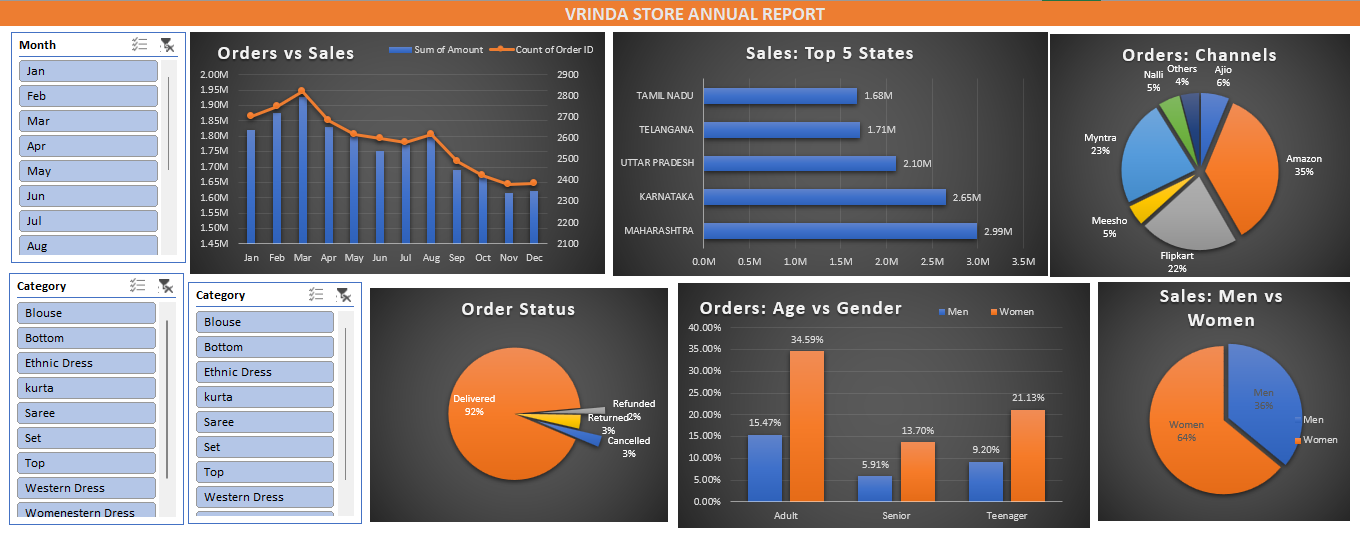 VRINDA STORE ANNUAL REPORT
Month
Jan
Feb
Mar
Apr
May
Jun
Jul
Aug
Orders vs Sales
Sum of Amount
Count of Order ID
2.00M
1.95M
1.90M
1.85M
1.80M
1.75M
1.70M
1.65M
1.60M
1.55M
1.50M
1.45M
2900
2800
2700
2600
2500
2400
2300
2200
2100
Jan Feb Mar Apr May Jun Jul Aug Sep Oct Nov Dec
Sales: Top 5 States
TAMIL NADU 1.68M
TELANGANA 1.71M
UTTAR PRADESH 2.10M
KARNATAKA 2.65M
MAHARASHTRA 2.99M
0.0M 0.5M 1.0M 1.5M 2.0M 2.5M 3.0M 3.5M
Orders: Channels
Nalli
5%
Others
4%
Ajio
6%
Myntra
23%
Amazon
35%
Meesho
5%
Flipkart
22%
Category
Blouse
Bottom
Ethnic Dress
kurta
Saree
Set
Top
Western Dress
Womenestern Dress
Category
Blouse
Bottom
Ethnic Dress
kurta
Saree
Set
Top
Western Dress
Order Status
Delivered
92%
Refunded
2%
Returned
3%
Cancelled
3%
Orders: Age vs Gender
Men
Women
40.00%
35.00%
30.00%
25.00%
20.00%
15.00%
10.00%
5.00%
0.00%
15.47%
34.59%
5.91%
13.70%
9.20%
21.13%
Adult Senior Teenager
Sales: Men vs
Women
Men
36%
Women
64%
Men
Women